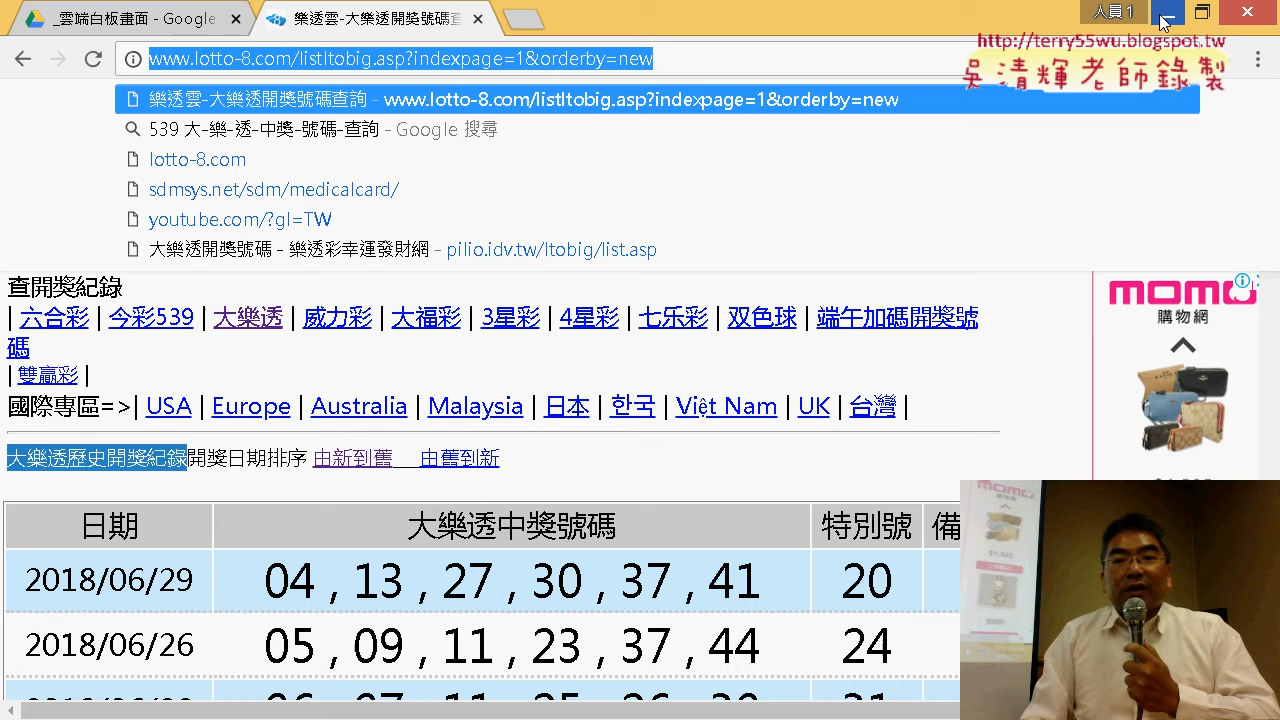 _雲端白板畫面 - Google
樂透雲-大樂透開獎號碼查
人員 1
www.lotto-8.com/listltobig.asp?indexpage=1&orderby=new
http://terry55wu.blogspot.tw
吳清輝老師錄製
樂透雲-大樂透開獎號碼查詢 - www.lotto-8.com/listltobig.asp?indexpage=1&orderby=new
539 大-樂-透-中獎-號碼-查詢 - Google 搜尋
lotto-8.com
sdmsys.net/sdm/medicalcard/
youtube.com/?gl=TW
大樂透開獎號碼 - 樂透彩幸運發財網 - pilio.idv.tw/ltobig/list.asp
查開獎紀錄
| 六合彩 | 今彩539 | 大樂透 | 威力彩 | 大福彩 | 3星彩 | 4星彩 | 七乐彩 | 双色球 | 端午加碼開獎號
碼
| 雙贏彩 |
國際專區=>| USA | Europe | Australia | Malaysia | 日本 | 한국 | Việt Nam | UK | 台灣 |
momo
購物網
大樂透歷史開獎紀錄開獎日期排序 由新到舊 由舊到新
日期 大樂透中獎號碼 特別號 備
2018/06/29 04 , 13 , 27 , 30 , 37 , 41 20
2018/06/26 05 , 09 , 11 , 23 , 37 , 44 24